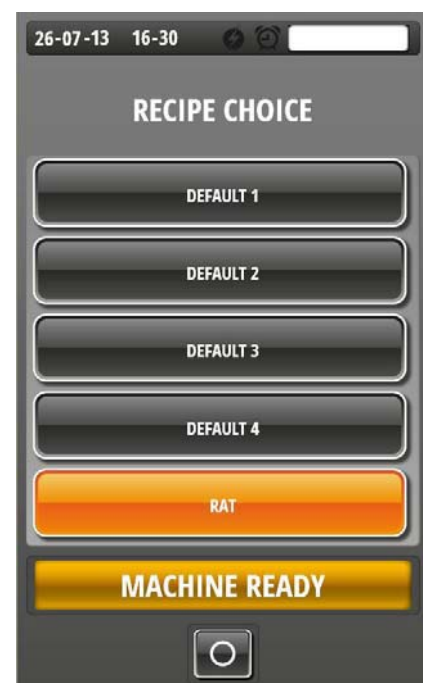 26-07-13 16-30
RECIPE CHOICE
DEFAULT 1
DEFAULT 2
DEFAULT 3
DEFAULT 4
RAT
MACHINE READY